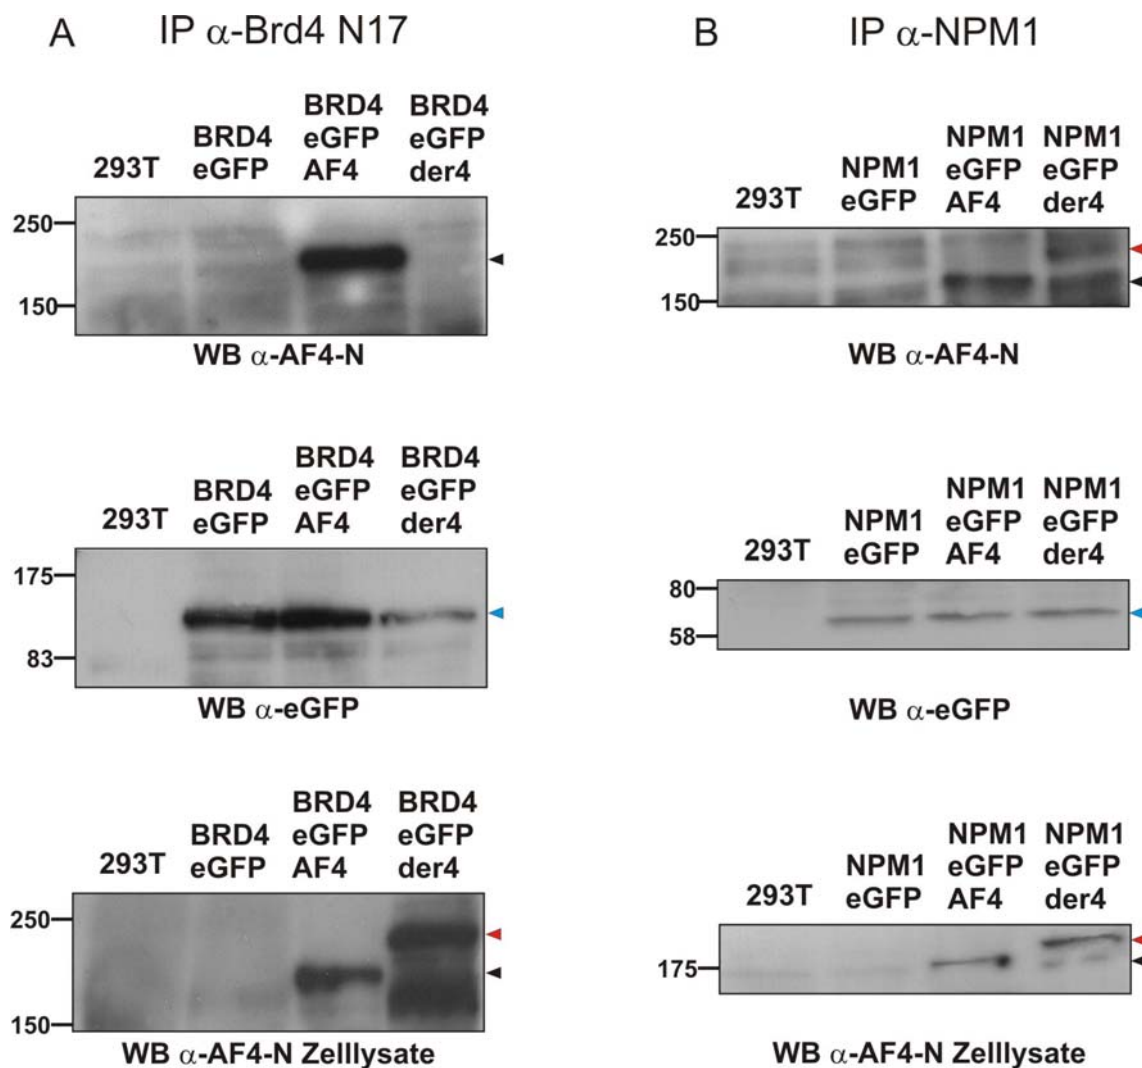 A
IP α-Brd4 N17
293T
BRD4
eGFP
BRD4
eGFP
AF4
BRD4
eGFP
der4
250
150
WB α-AF4-N
293T
BRD4
eGFP
BRD4
eGFP
AF4
BRD4
eGFP
der4
175
83
WB α-eGFP
293T
BRD4
eGFP
BRD4
eGFP
AF4
BRD4
eGFP
der4
250
150
WB α-AF4-N Zelllysate
B
IP α-NPM1
293T
NPM1
eGFP
NPM1
eGFP
AF4
NPM1
eGFP
der4
250
150
WB α-AF4-N
293T
NPM1
eGFP
NPM1
eGFP
AF4
NPM1
eGFP
der4
80
58
WB α-eGFP
293T
NPM1
eGFP
NPM1
eGFP
AF4
NPM1
eGFP
der4
175
WB α-AF4-N Zelllysate